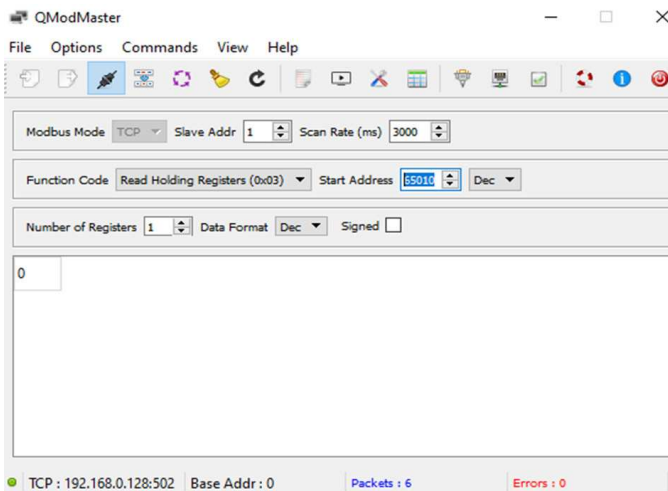 QModMaster
File Options Commands View Help
Modbus Mode TCP Slave Addr 1 Scan Rate (ms) 3000
Function Code Read Holding Registers (0x03) Start Address 65010 Dec
Number of Registers 1 Data Format Dec Signed
0
TCP : 192.168.0.128:502 Base Addr : 0 Packets : 6 Errors : 0